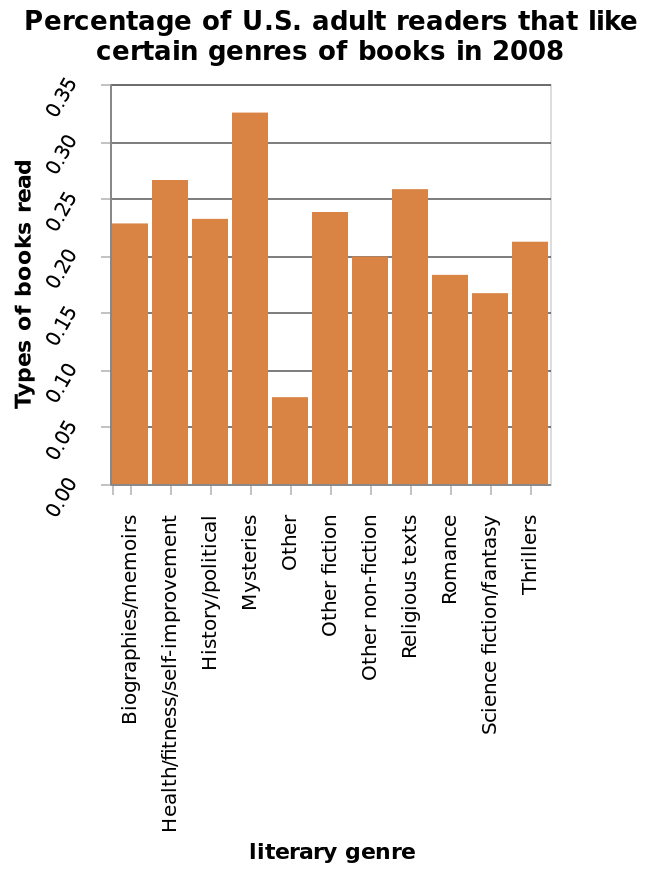 Percentage of U.S. adult readers that like
certain genres of books in 2008
Types of books read
0.35
0.30
0.25
0.20
0.15
0.10
0.05
0.00
Biographies/memoirs
Health/fitness/self-improvement
History/political
Mysteries
Other
Other fiction
Other non-fiction
Religious texts
Romance
Science fiction/fantasy
Thrillers
literary genre